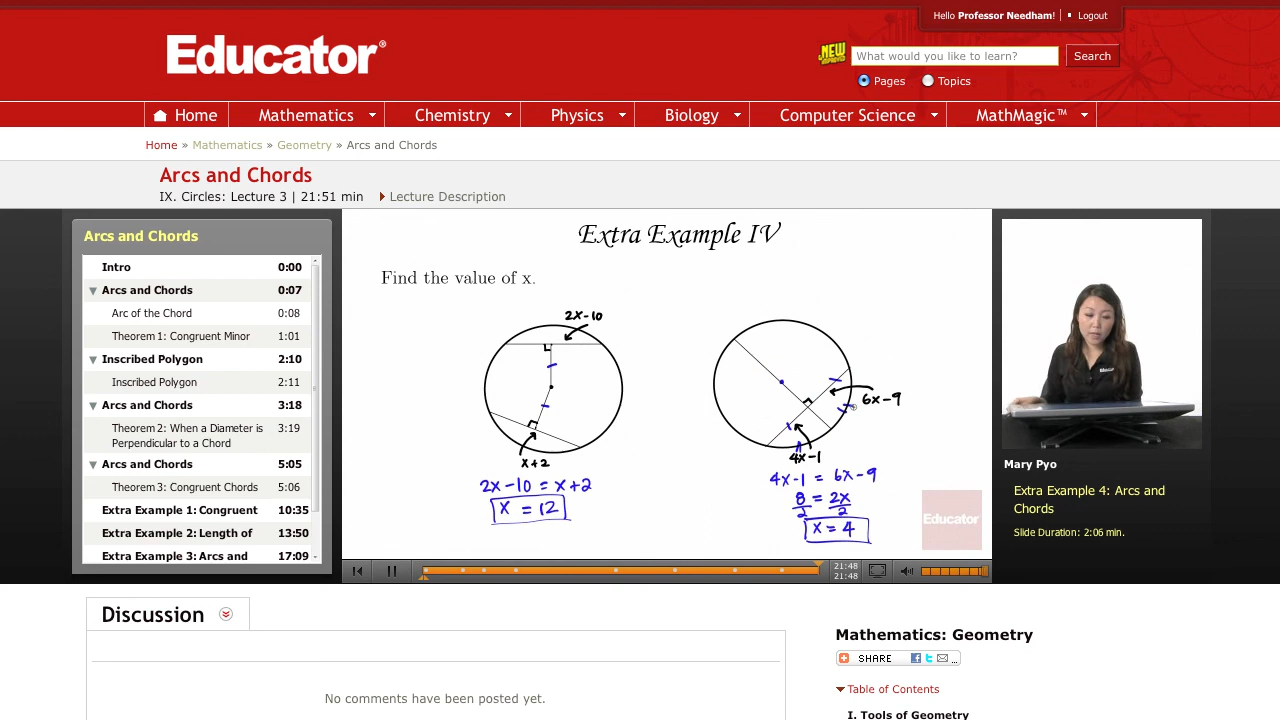 Hello Professor Needham! Logout
Educator®
NEW
What would you like to learn? Search
Pages Topics
Home Mathematics Chemistry Physics Biology Computer Science MathMagic™
Home » Mathematics » Geometry » Arcs and Chords
Arcs and Chords
IX. Circles: Lecture 3 | 21:51 min Lecture Description
Arcs and Chords
Intro 0:00
Arcs and Chords 0:07
Arc of the Chord 0:08
Theorem 1: Congruent Minor 1:01
Inscribed Polygon 2:10
Inscribed Polygon 2:11
Arcs and Chords 3:18
Theorem 2: When a Diameter is 3:19
Perpendicular to a Chord
Arcs and Chords 5:05
Theorem 3: Congruent Chords 5:06
Extra Example 1: Congruent 10:35
Extra Example 2: Length of 13:50
Extra Example 3: Arcs and 17:09
Extra Example IV
Find the value of x.
2x-10
x+2
2x-10 = x+2
x = 12
6x-9
4x-1
4x-1 = 6x-9
8 = 2x
2 2
x = 4
Educator
21:48
21:48
Mary Pyo
Extra Example 4: Arcs and
Chords
Slide Duration: 2:06 min.
Discussion
No comments have been posted yet.
Mathematics: Geometry
SHARE ...
Table of Contents
I. Tools of Geometry